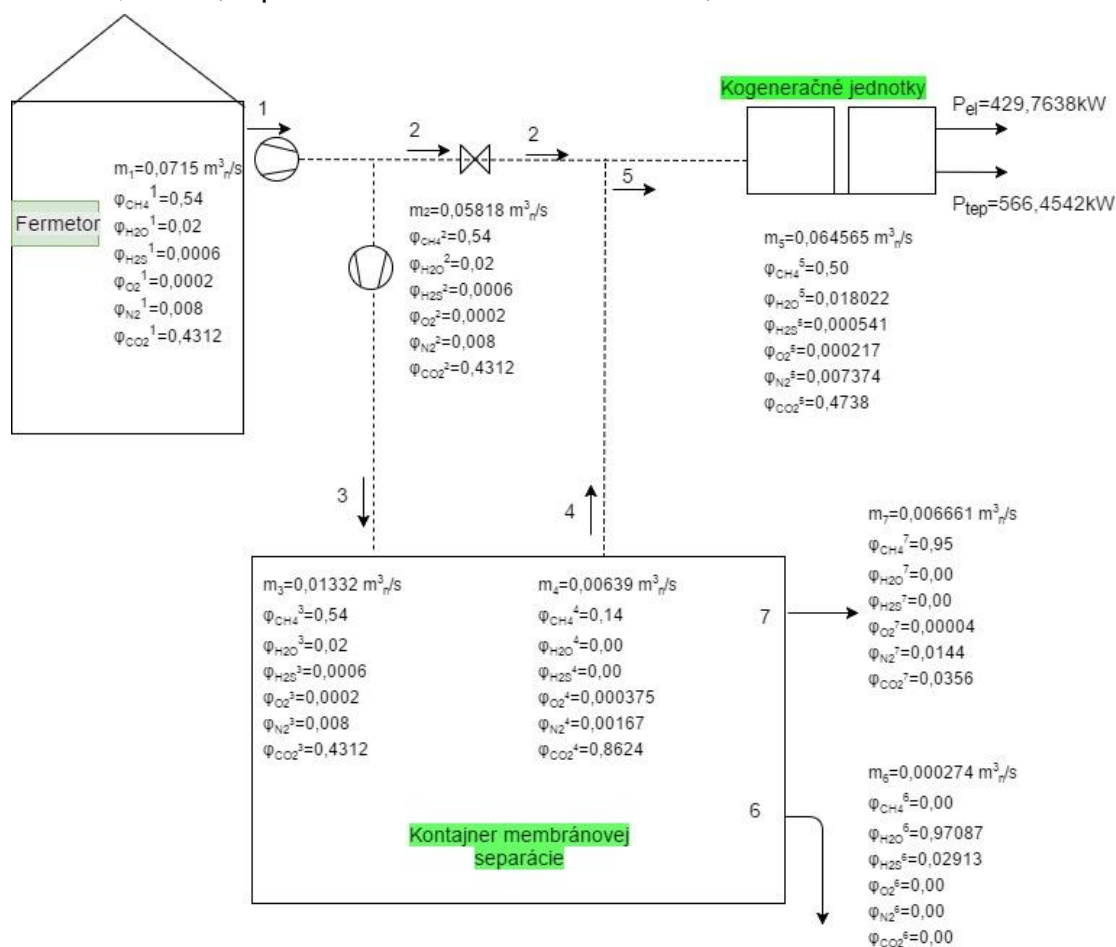 Kogeneračné jednotky
Pel=429,7638kW
Ptep=566,4542kW
1
2
2
5
Fermetor
m₁=0,0715 m³ₙ/s
φCH4¹=0,54
φH2O¹=0,02
φH2S¹=0,0006
φO2¹=0,0002
φN2¹=0,008
φCO2¹=0,4312
m₂=0,05818 m³ₙ/s
φCH4²=0,54
φH2O²=0,02
φH2S²=0,0006
φO2²=0,0002
φN2²=0,008
φCO2²=0,4312
m₅=0,064565 m³ₙ/s
φCH4⁵=0,50
φH2O⁵=0,018022
φH2S⁵=0,000541
φO2⁵=0,000217
φN2⁵=0,007374
φCO2⁵=0,4738
3
4
m₃=0,01332 m³ₙ/s
φCH4³=0,54
φH2O³=0,02
φH2S³=0,0006
φO2³=0,0002
φN2³=0,008
φCO2³=0,4312
m₄=0,00639 m³ₙ/s
φCH4⁴=0,14
φH2O⁴=0,00
φH2S⁴=0,00
φO2⁴=0,000375
φN2⁴=0,00167
φCO2⁴=0,8624
7
m₇=0,006661 m³ₙ/s
φCH4⁷=0,95
φH2O⁷=0,00
φH2S⁷=0,00
φO2⁷=0,00004
φN2⁷=0,0144
φCO2⁷=0,0356
6
m₆=0,000274 m³ₙ/s
φCH4⁶=0,00
φH2O⁶=0,97087
φH2S⁶=0,02913
φO2⁶=0,00
φN2⁶=0,00
φCO2⁶=0,00
Kontajner membránovej
separácie